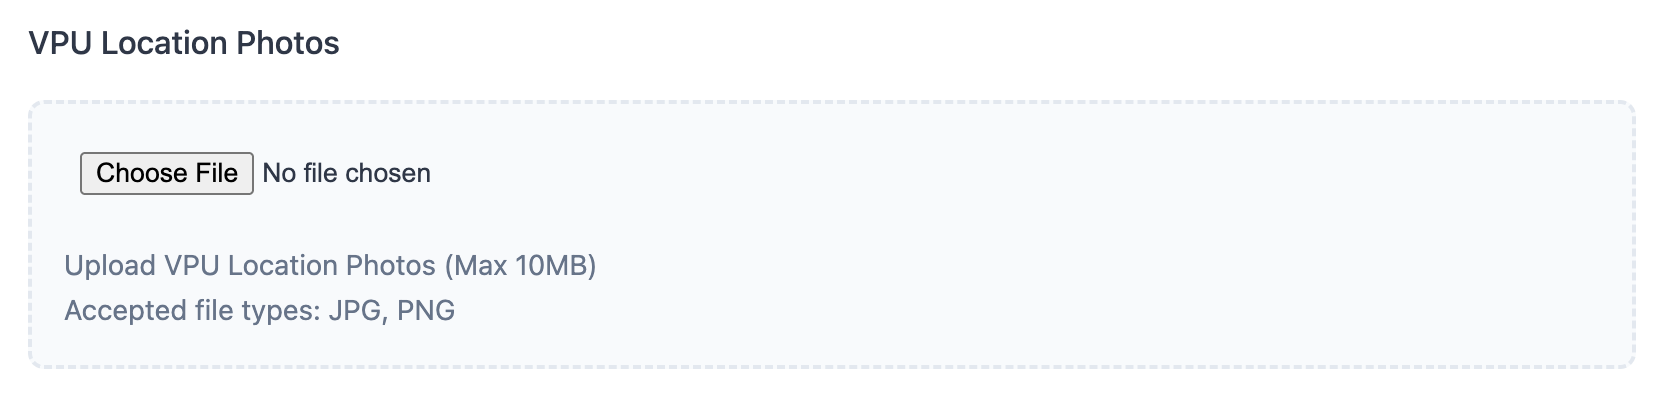 VPU Location Photos
Choose File No file chosen
Upload VPU Location Photos (Max 10MB)
Accepted file types: JPG, PNG